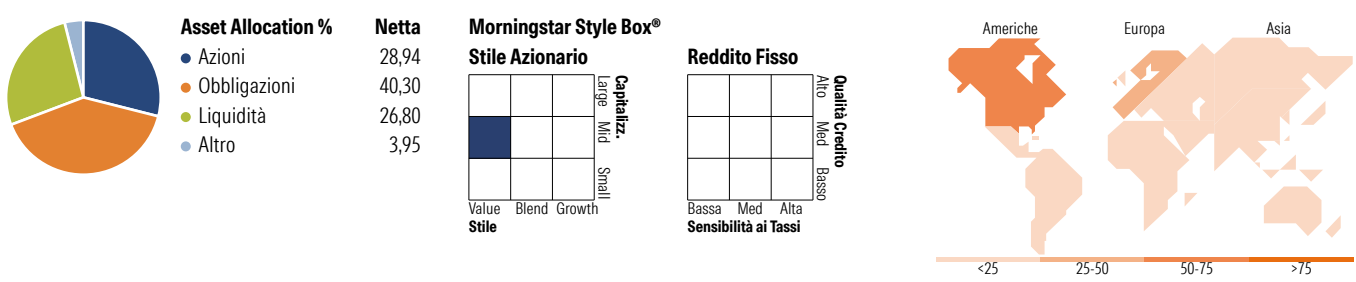 Asset Allocation % Netta
Azioni 28,94
Obbligazioni 40,30
Liquidità 26,80
Altro 3,95
Morningstar Style Box®
Stile Azionario
Capitalizz.
Large
Mid
Small
Value Blend Growth
Stile
Reddito Fisso
Qualità Credito
Alto
Med
Basso
Bassa Med Alta
Sensibilità ai Tassi
Americhe Europa Asia
<25 25-50 50-75 >75